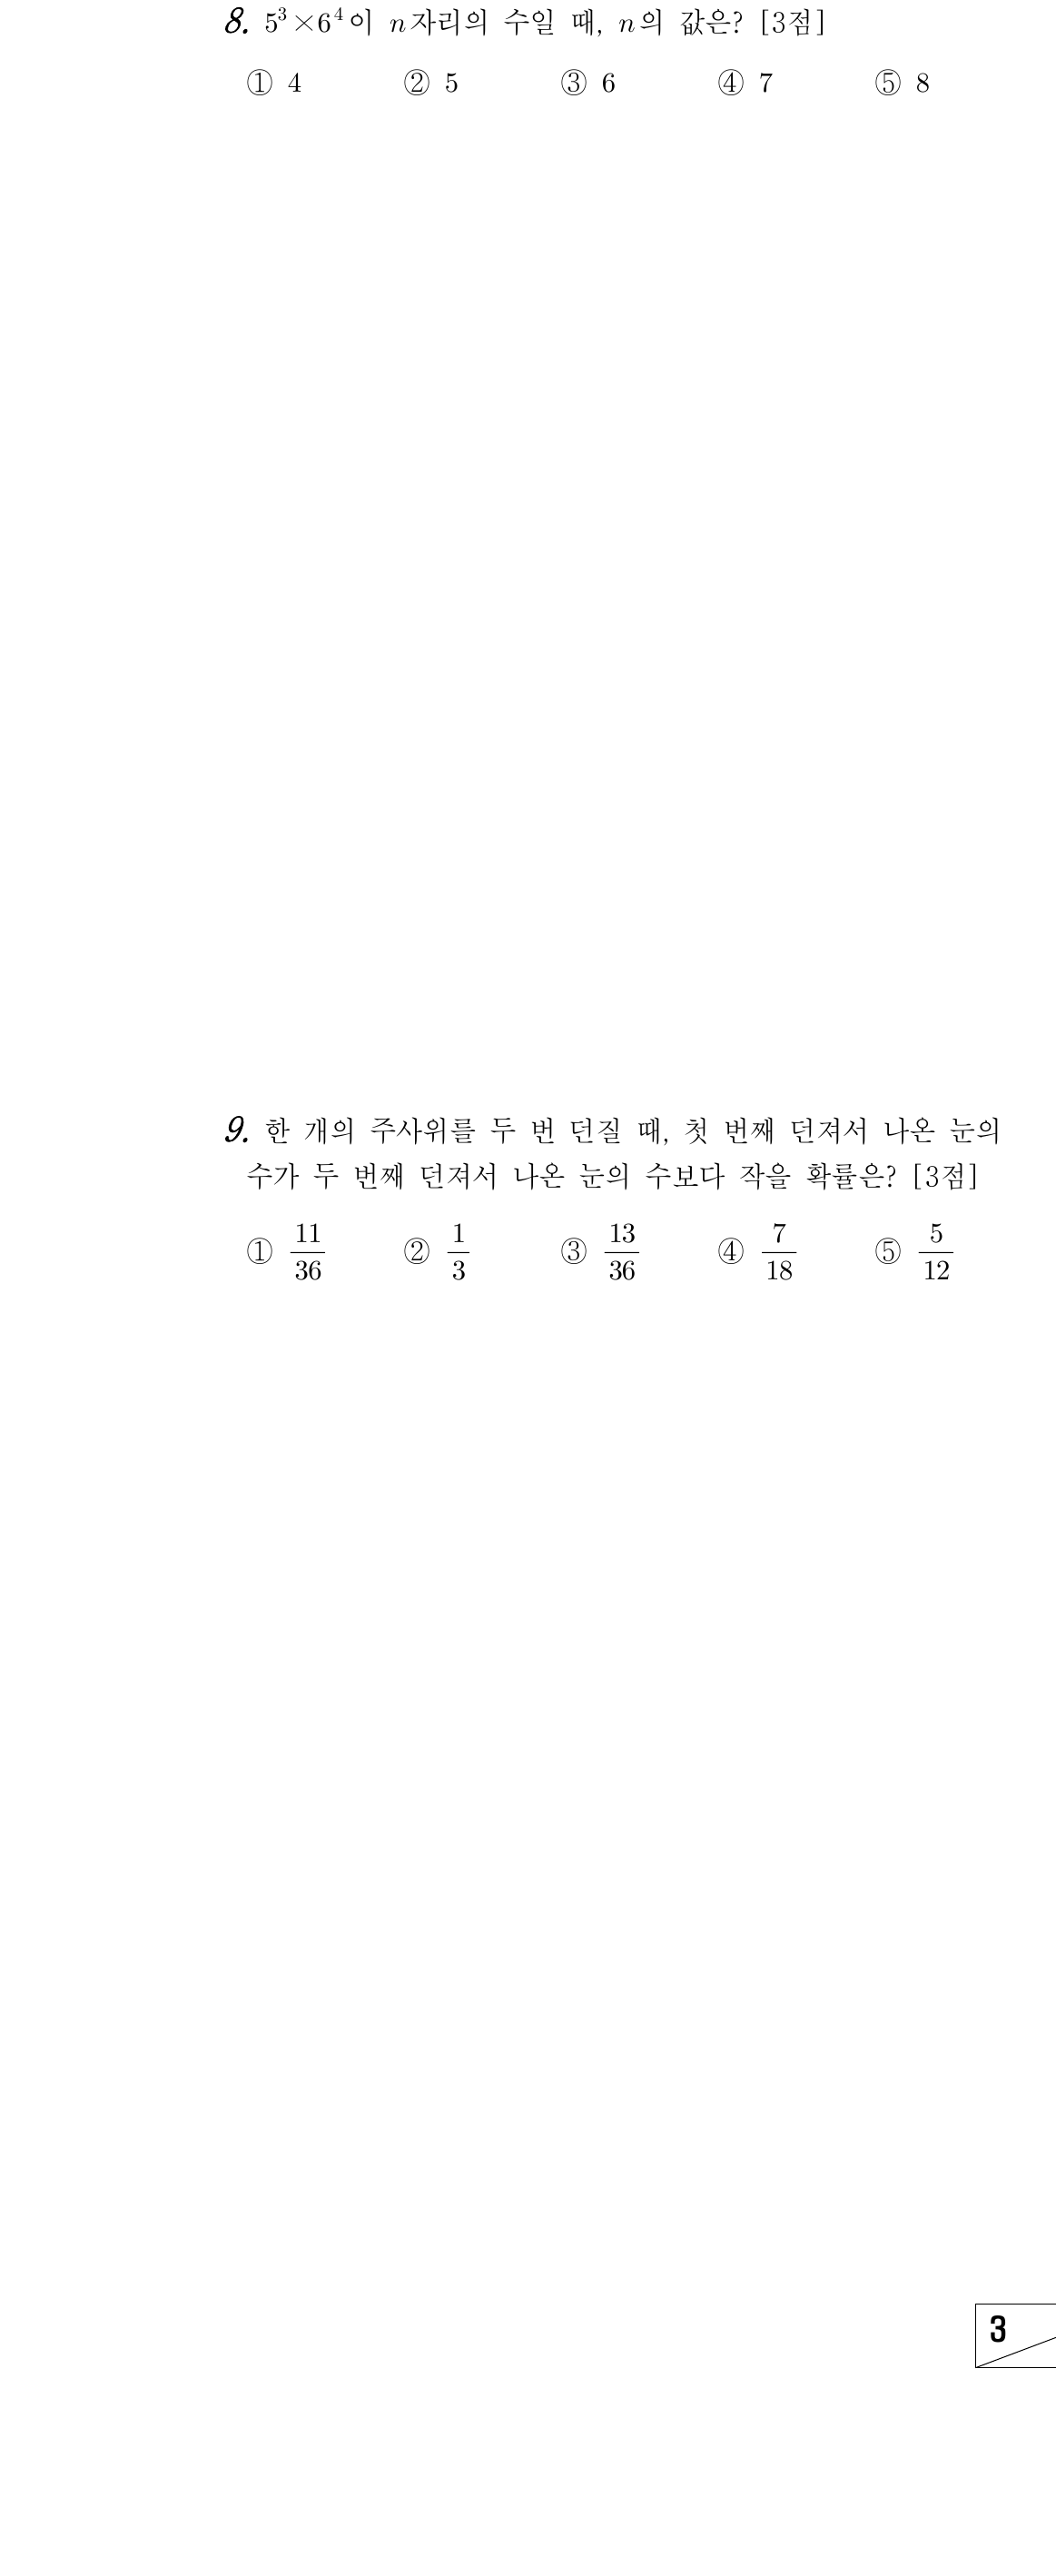 8. 5³×6⁴이 n자리의 수일 때, n의 값은? [3점]
① 4 ② 5 ③ 6 ④ 7 ⑤ 8
9. 한 개의 주사위를 두 번 던질 때, 첫 번째 던져서 나온 눈의
수가 두 번째 던져서 나온 눈의 수보다 작을 확률은? [3점]
① 11/36 ② 1/3 ③ 13/36 ④ 7/18 ⑤ 5/12
3